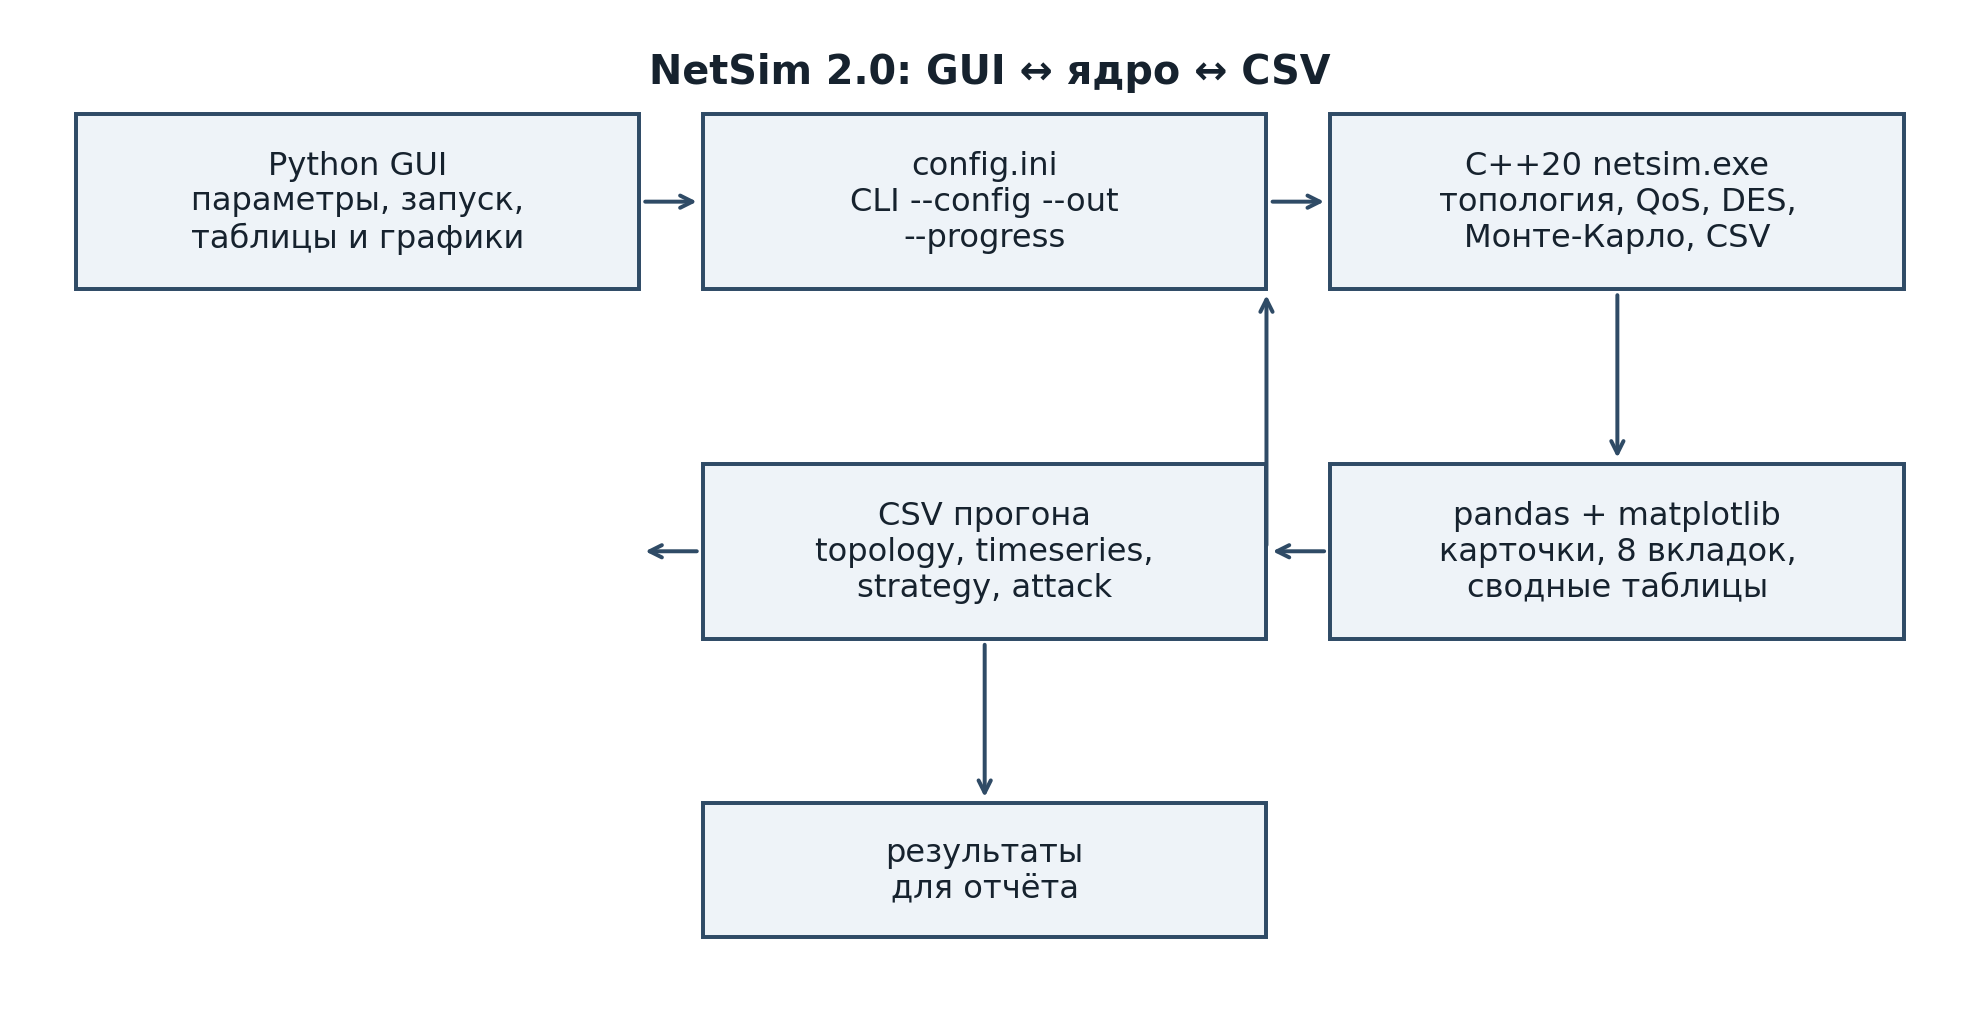 NetSim 2.0: GUI ↔ ядро ↔ CSV
Python GUI
параметры, запуск,
таблицы и графики
config.ini
CLI --config --out
--progress
C++20 netsim.exe
топология, QoS, DES,
Монте-Карло, CSV
CSV прогона
topology, timeseries,
strategy, attack
pandas + matplotlib
карточки, 8 вкладок,
сводные таблицы
результаты
для отчёта